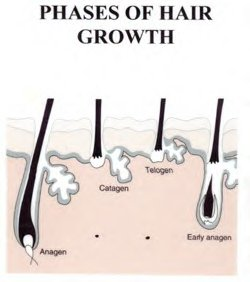 PHASES OF HAIR
GROWTH
Telogen
Catagen
Early anagen
Anagen